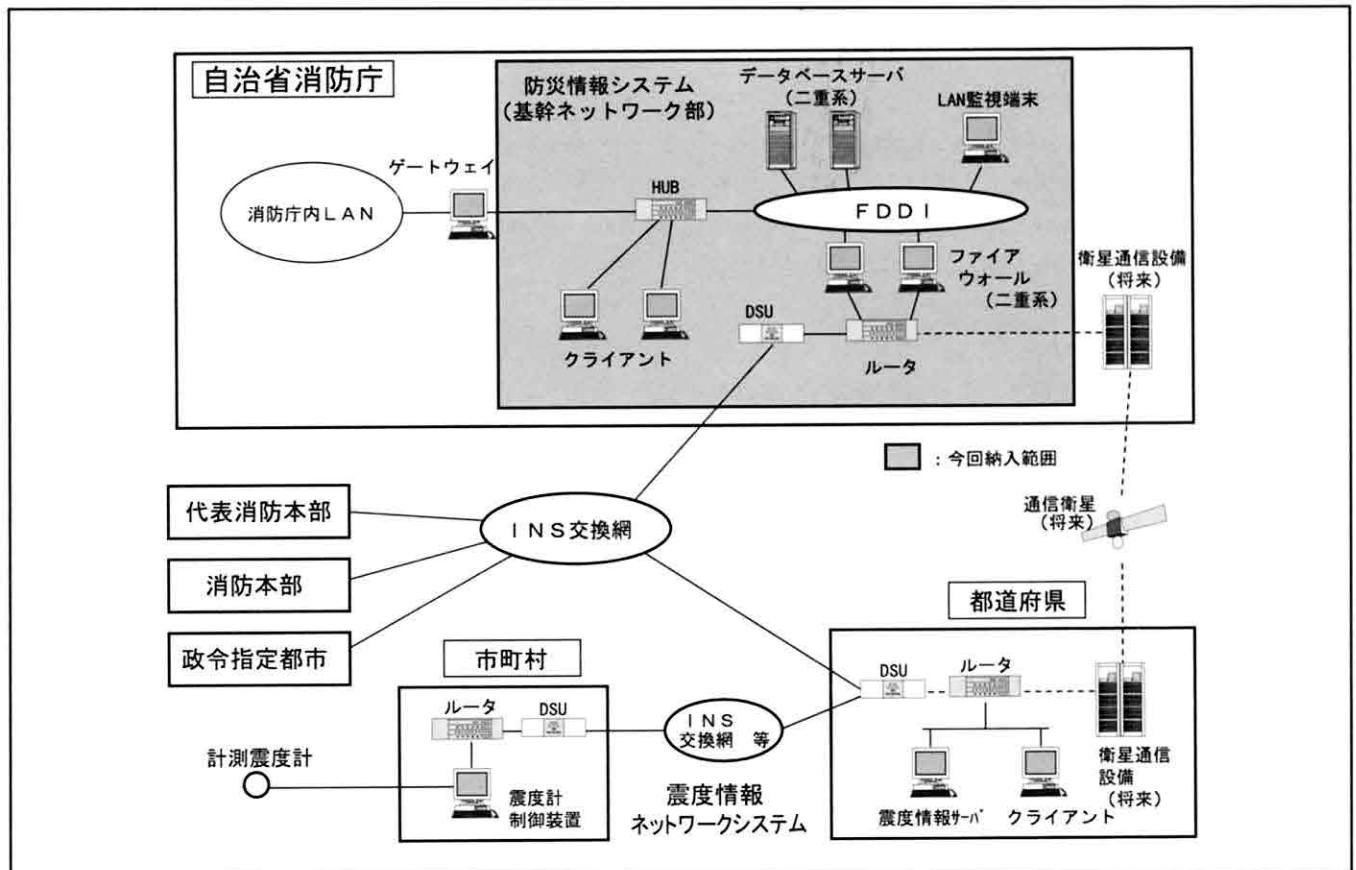 自治省消防庁
防災情報システム
(基幹ネットワーク部)
データベースサーバ
(二重系)
LAN監視端末
ゲートウェイ
HUB
消防庁内LAN
FDDI
ファイア
ウォール
(二重系)
衛星通信設備
(将来)
DSU
クライアント
ルータ
:今回納入範囲
代表消防本部
INS交換網
通信衛星
(将来)
消防本部
都道府県
政令指定都市
市町村
DSU
ルータ
ルータ
DSU
INS
交換網 等
計測震度計
震度計
制御装置
震度情報
ネットワークシステム
震度情報サーバ
クライアント
衛星通信
設備
(将来)